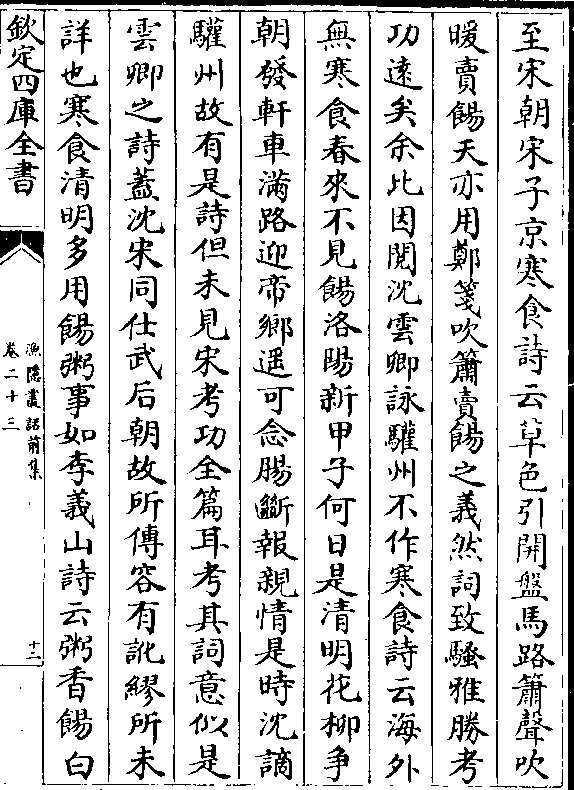 至宋朝宋子京寒食詩云草色引開盤馬路簫聲吹
暖賣餳天亦用鄭箋吹簫賣餳之義然詞致騷雅勝考
功遠矣余比因閱沈雲卿詠驩州不作寒食詩云海外
無寒食春來不見餳洛陽新甲子何日是清明花柳争
朝發軒車滿路迎帝鄉遥可念腸斷報親情是時沈謫
驩州故有是詩但未見宋考功全篇耳考其詞意似是
雲卿之詩蓋沈宋同仕武后朝故所傳容有訛繆所未
詳也寒食清明多用餳粥事如李義山詩云粥香餳白
欽定四庫全書
漁隱叢話前集
卷二十三
十二